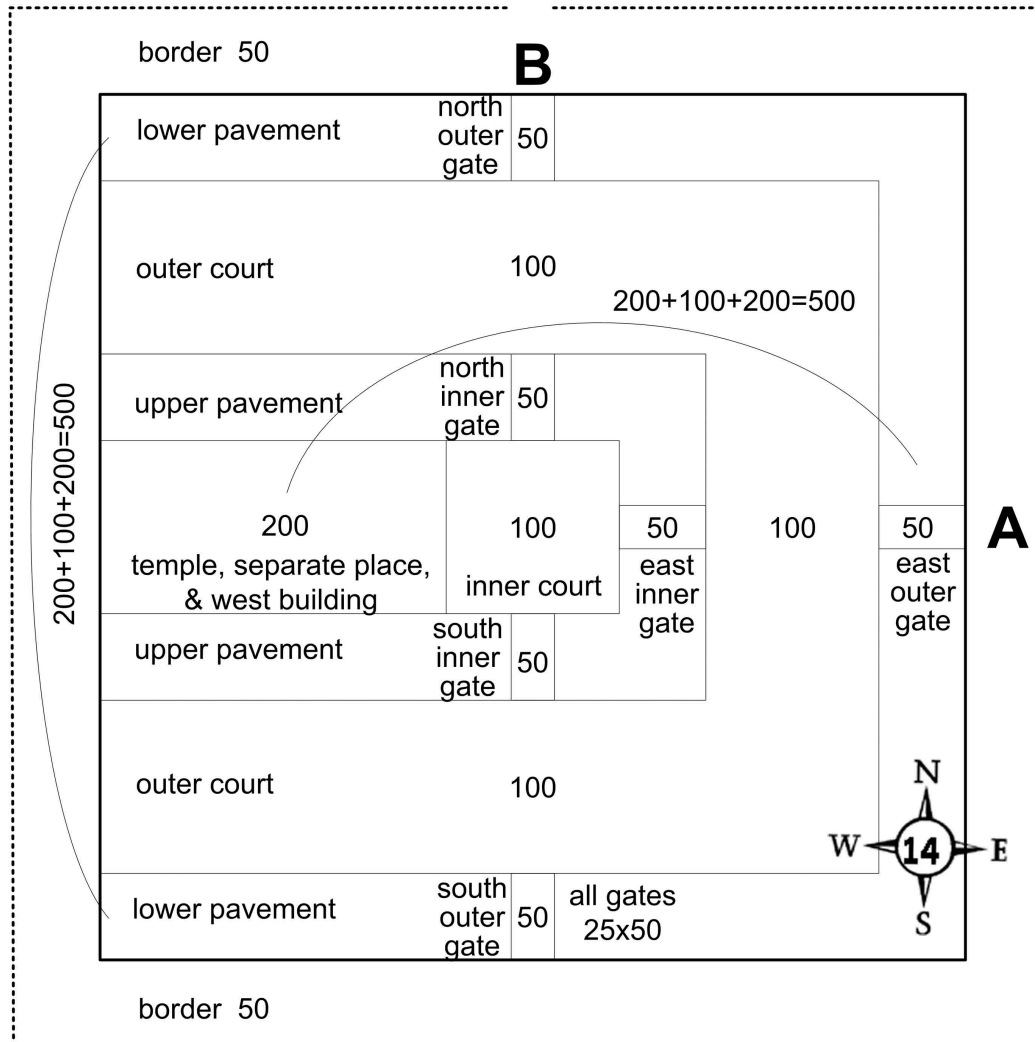 border 50
B
lower pavement
north
outer
gate
50
outer court
100
200+100+200=500
upper pavement
north
inner
gate
50
200+100+200=500
200
temple, separate place,
& west building
100
inner court
50
east
inner
gate
100
50
east
outer
gate
A
upper pavement
south
inner
gate
50
outer court
100
N
W
14
E
S
lower pavement
south
outer
gate
50
all gates
25x50
border 50